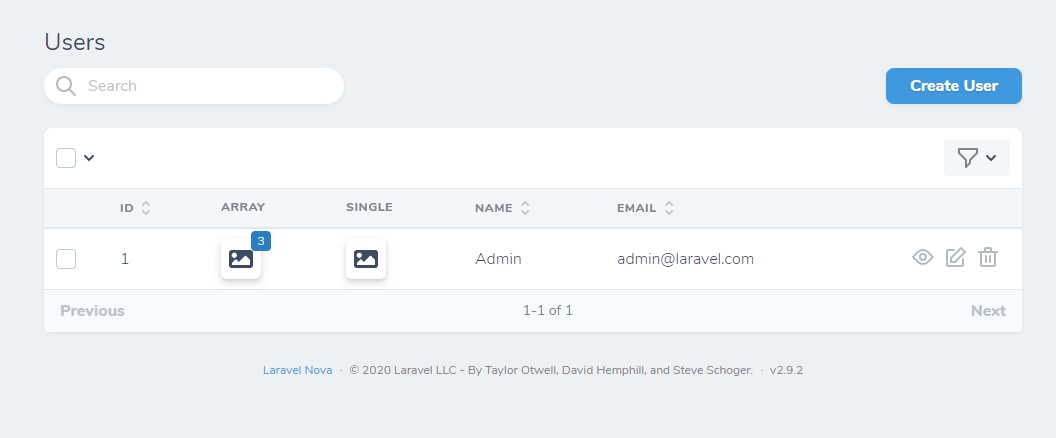 Users
Search
Create User
ID ARRAY SINGLE NAME EMAIL
3
1 Admin admin@laravel.com
Previous 1-1 of 1 Next
Laravel Nova · © 2020 Laravel LLC - By Taylor Otwell, David Hemphill, and Steve Schoger. · v2.9.2